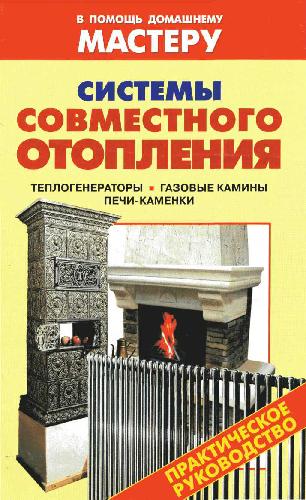 В ПОМОЩЬ ДОМАШНЕМУ
МАСТЕРУ
СИСТЕМЫ
СОВМЕСТНОГО
ОТОПЛЕНИЯ
ТЕПЛОГЕНЕРАТОРЫ ▪ ГАЗОВЫЕ КАМИНЫ
ПЕЧИ-КАМЕНКИ
ПРАКТИЧЕСКОЕ
РУКОВОДСТВО